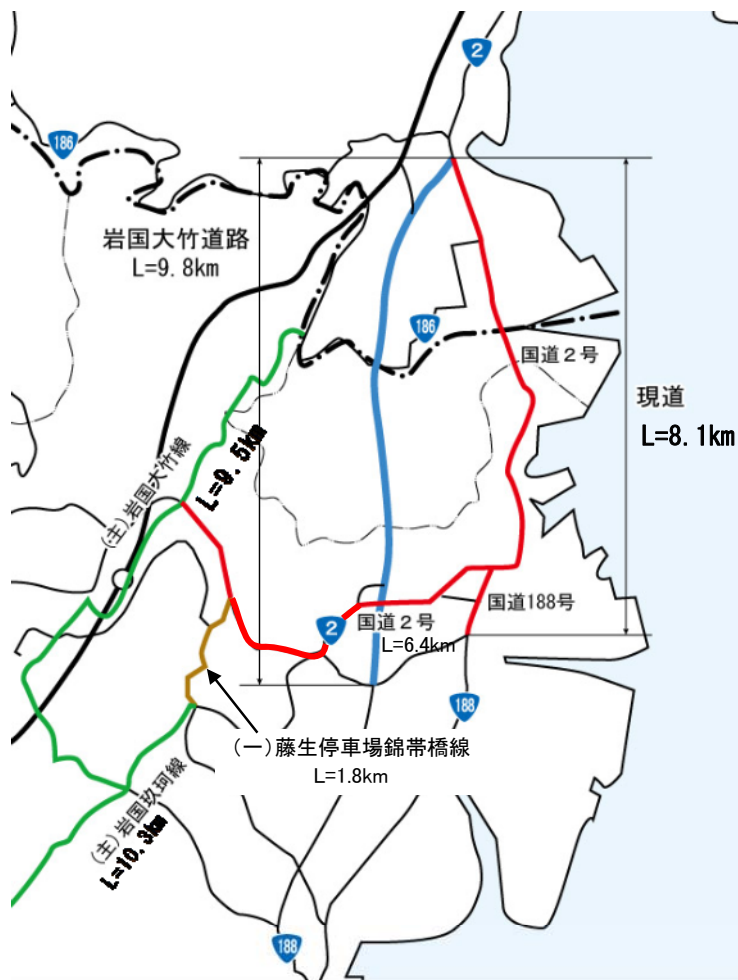 2
186
岩国大竹道路
L=9.8km
186
国道２号
現道
L=8.1km
L=9.5km
(主)岩国大竹線
国道188号
国道２号
2
L=6.4km
188
(一)藤生停車場錦帯橋線
L=1.8km
(主)岩国玖珂線
L=10.3km
188